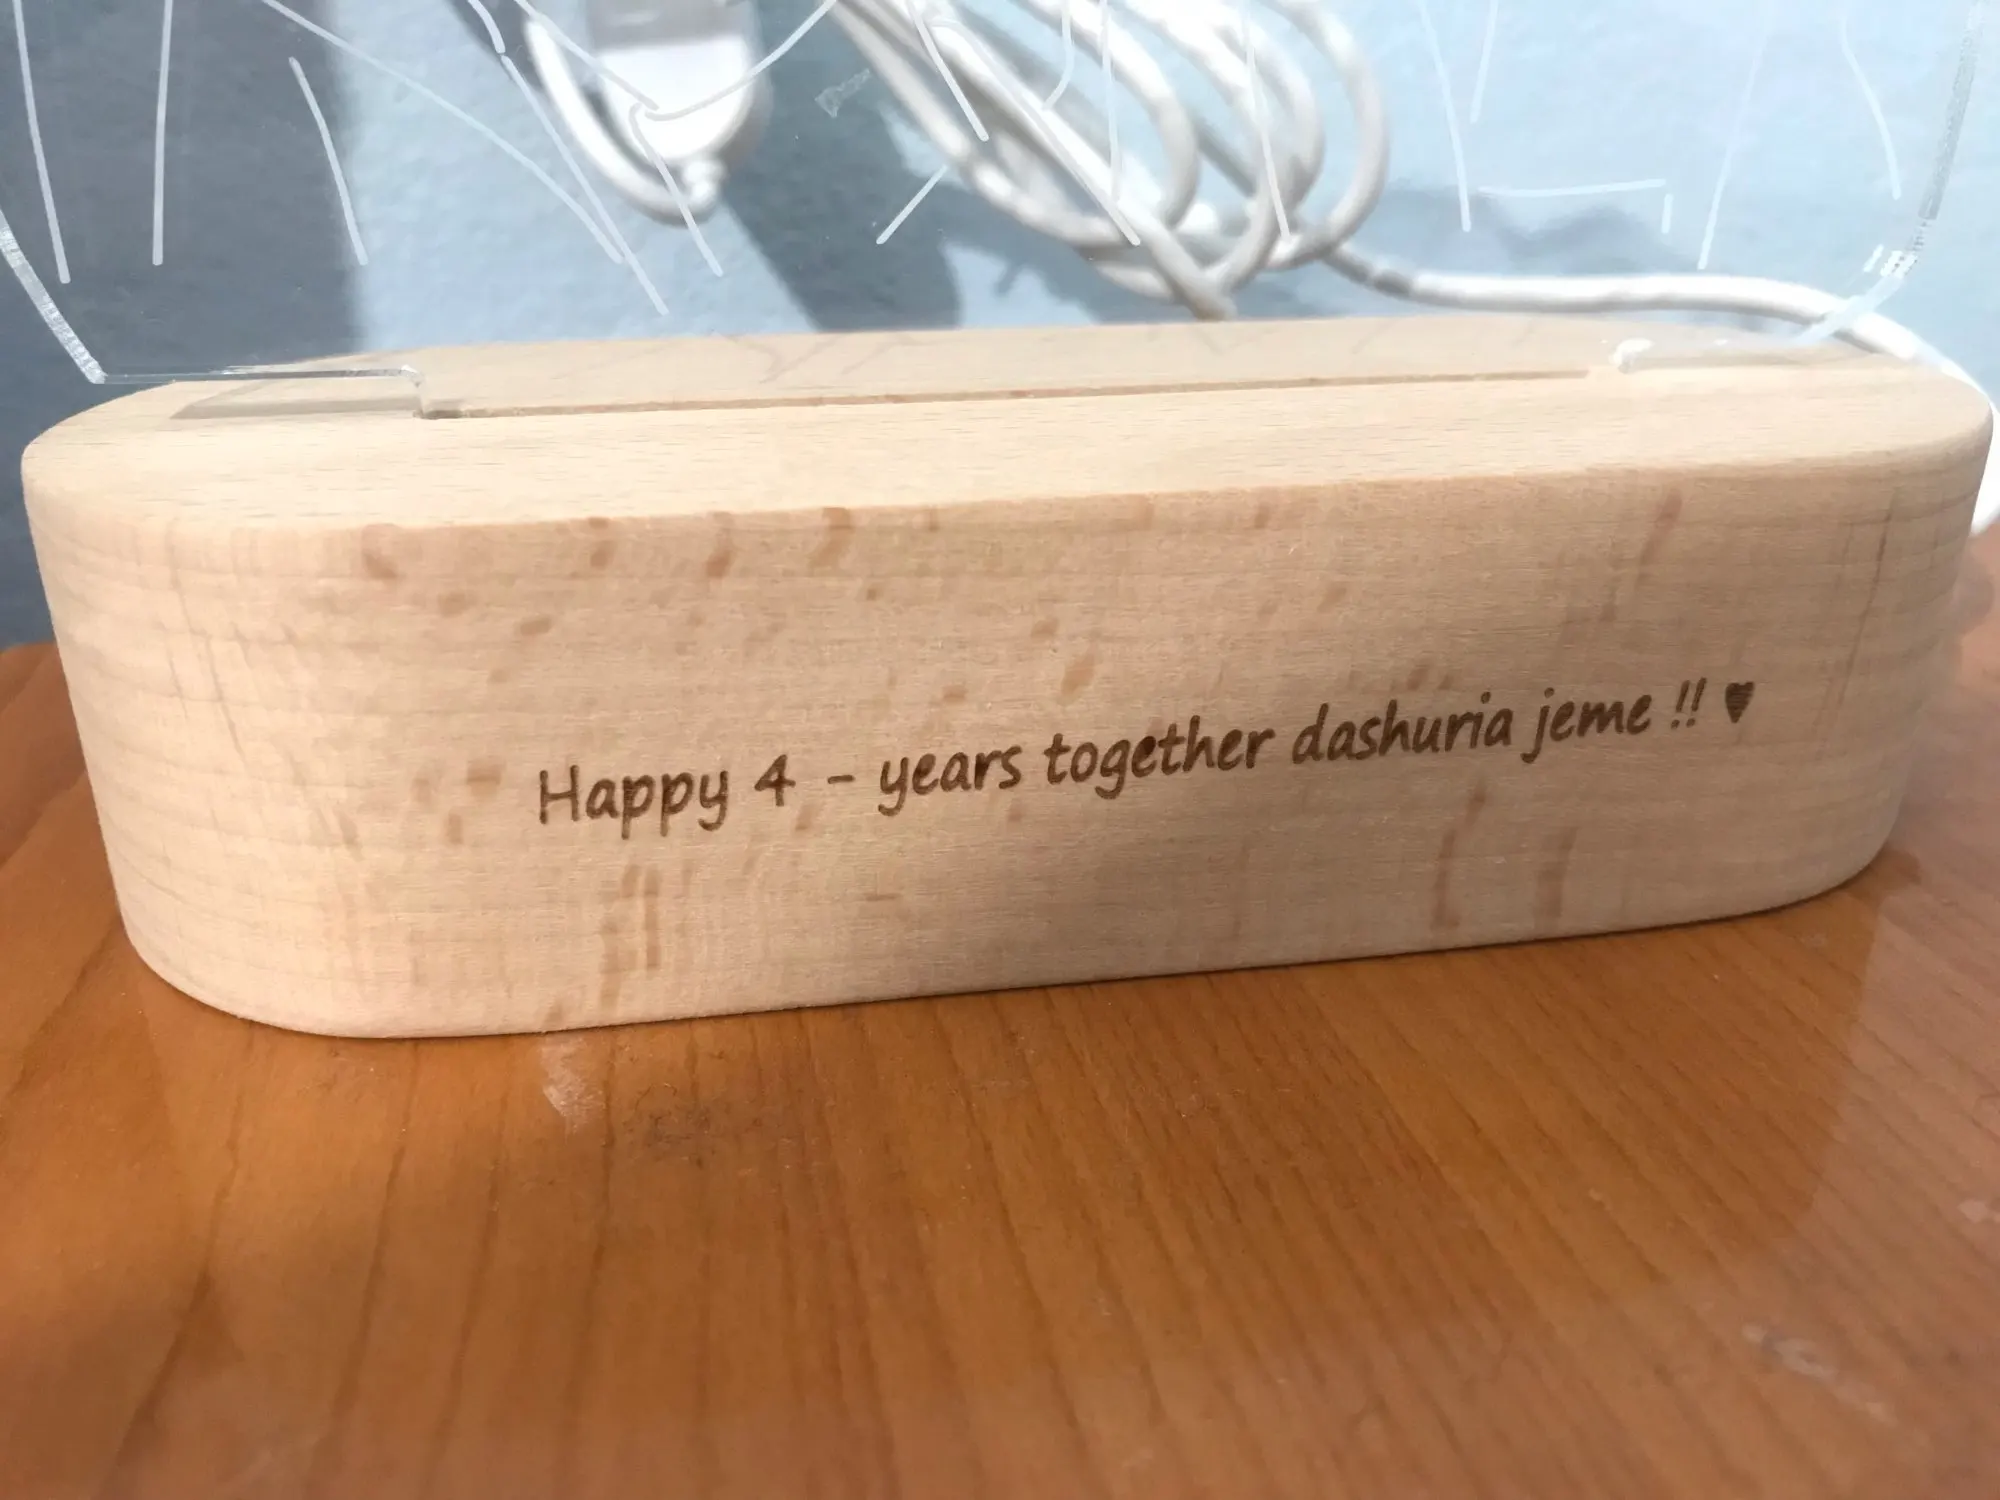 Happy 4 - years together dashuria jeme !! ♥